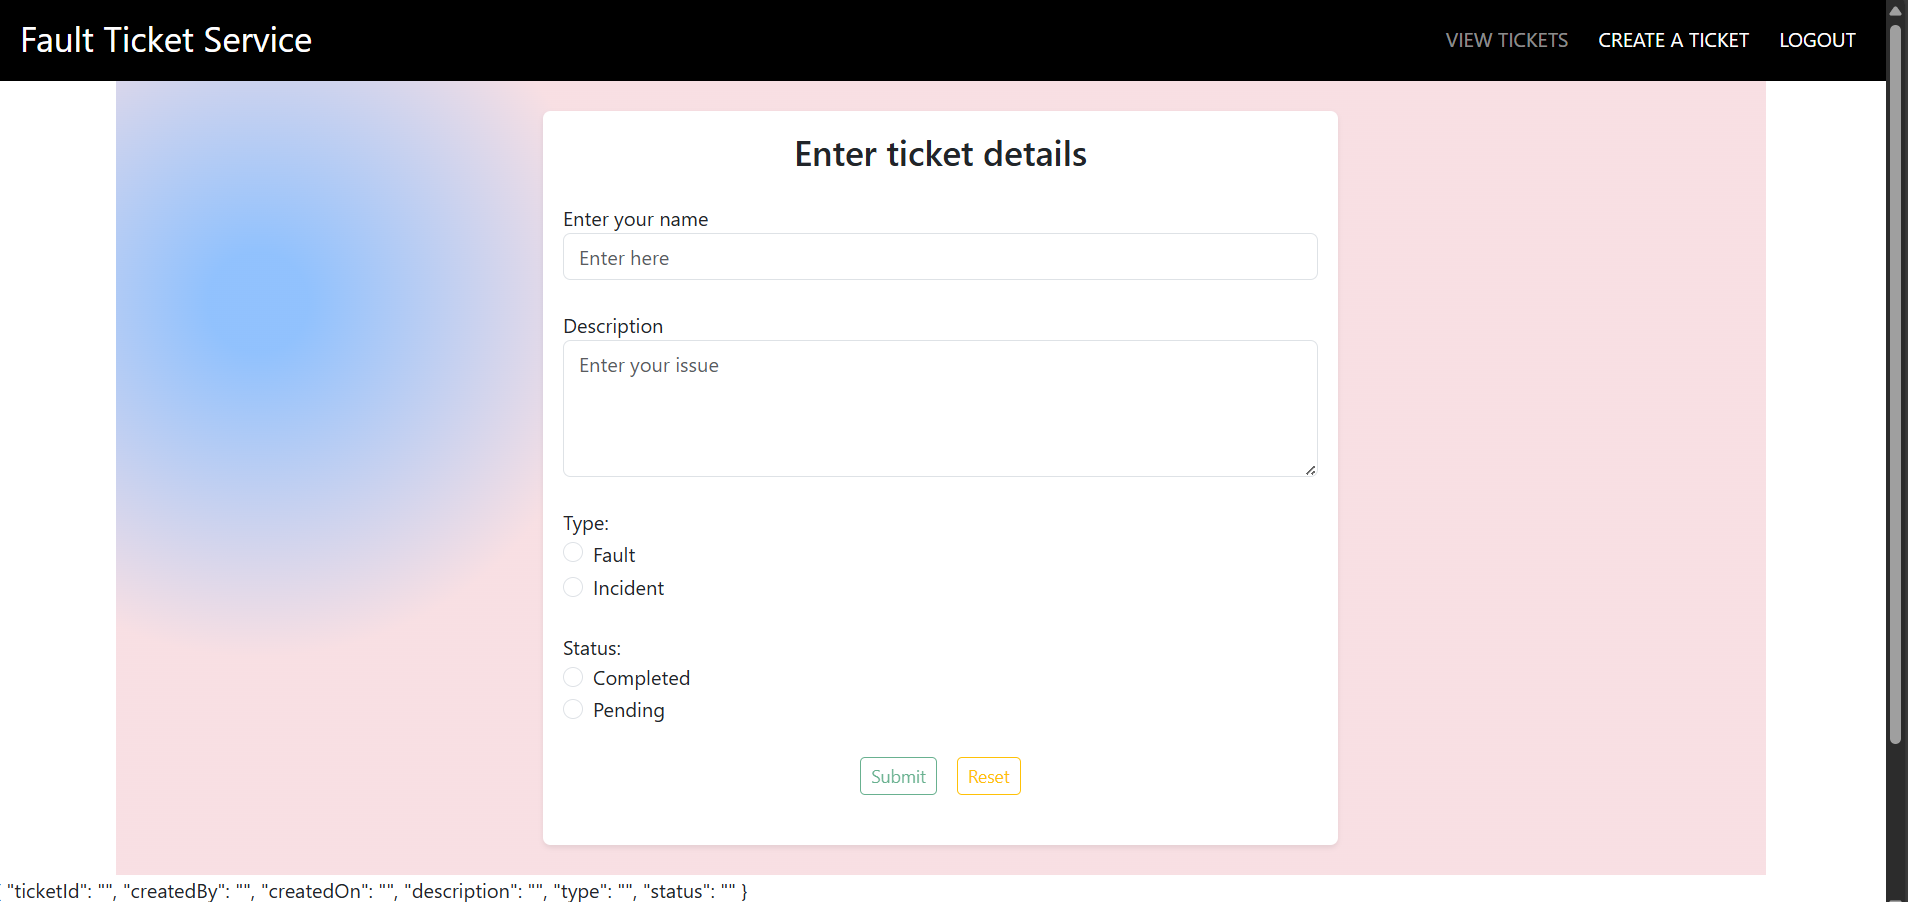 Fault Ticket Service
VIEW TICKETS CREATE A TICKET LOGOUT
Enter ticket details
Enter your name
Enter here
Description
Enter your issue
Type:
Fault
Incident
Status:
Completed
Pending
Submit Reset
{ "ticketId": "", "createdBy": "", "createdOn": "", "description": "", "type": "", "status": "" }